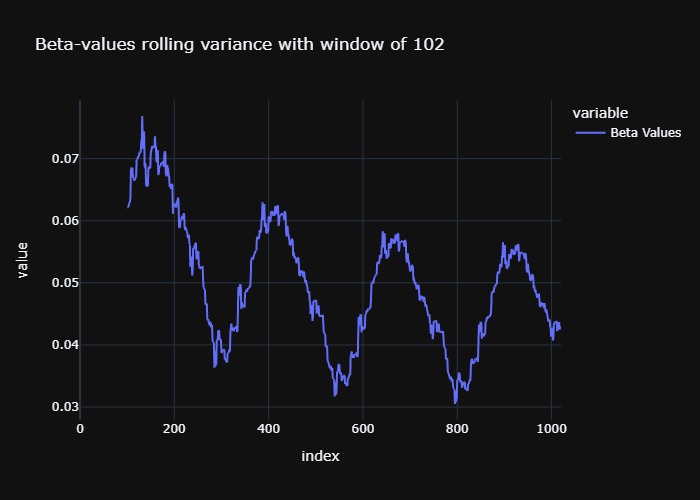 Beta-values rolling variance with window of 102
variable
Beta Values
0.07
0.06
0.05
0.04
0.03
value
0 200 400 600 800 1000
index